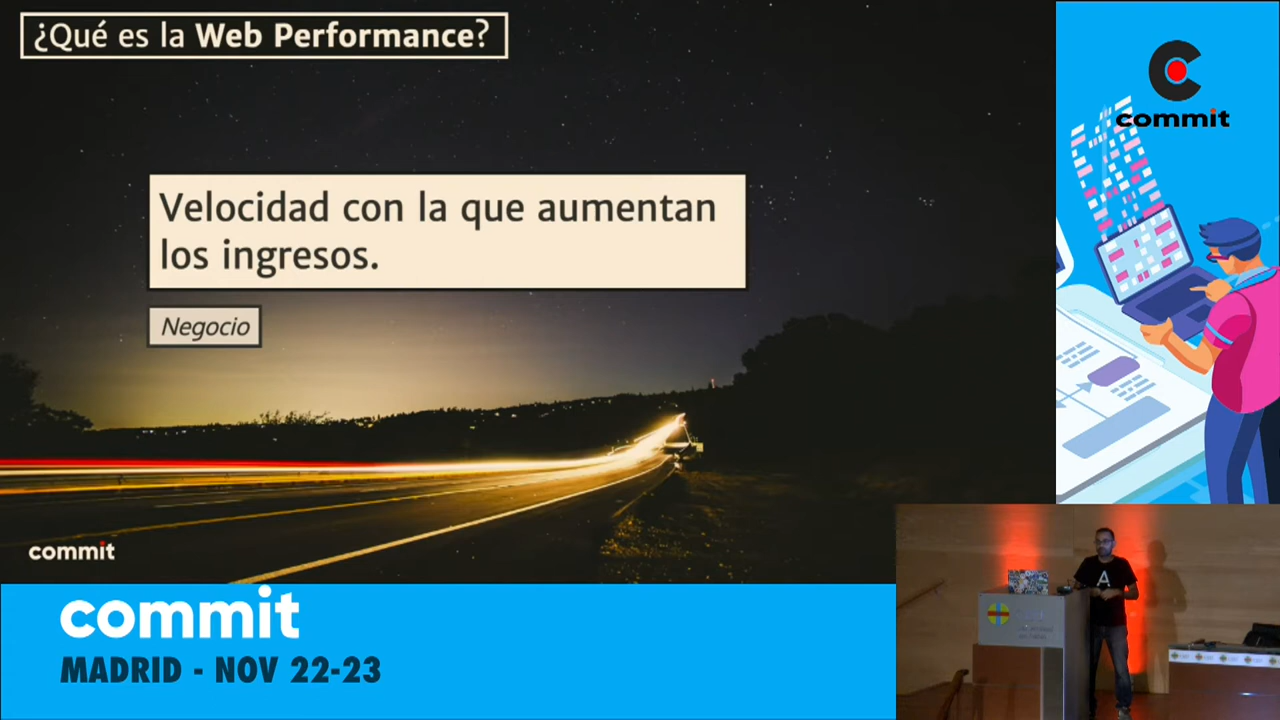 ¿Qué es la Web Performance?
Velocidad con la que aumentan
los ingresos.
Negocio
commit
commit
MADRID - NOV 22-23
commit
A